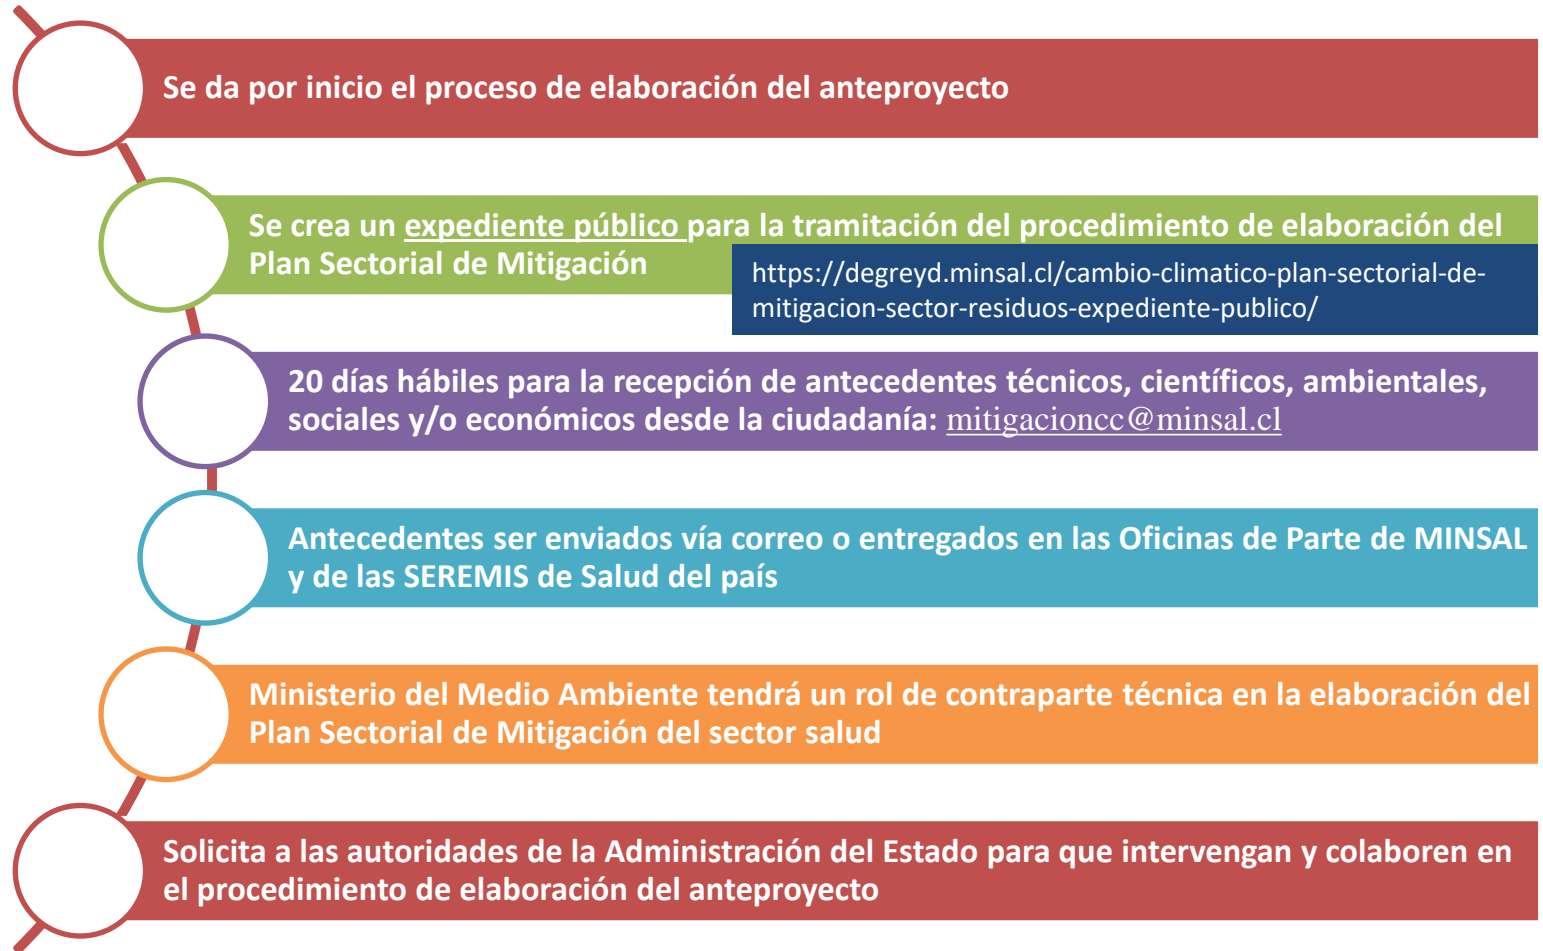 Se da por inicio el proceso de elaboración del anteproyecto
Se crea un expediente público para la tramitación del procedimiento de elaboración del
Plan Sectorial de Mitigación
https://degreyd.minsal.cl/cambio-climatico-plan-sectorial-de-
mitigacion-sector-residuos-expediente-publico/
20 días hábiles para la recepción de antecedentes técnicos, científicos, ambientales,
sociales y/o económicos desde la ciudadanía: mitigacioncc@minsal.cl
Antecedentes ser enviados vía correo o entregados en las Oficinas de Parte de MINSAL
y de las SEREMIS de Salud del país
Ministerio del Medio Ambiente tendrá un rol de contraparte técnica en la elaboración del
Plan Sectorial de Mitigación del sector salud
Solicita a las autoridades de la Administración del Estado para que intervengan y colaboren en
el procedimiento de elaboración del anteproyecto